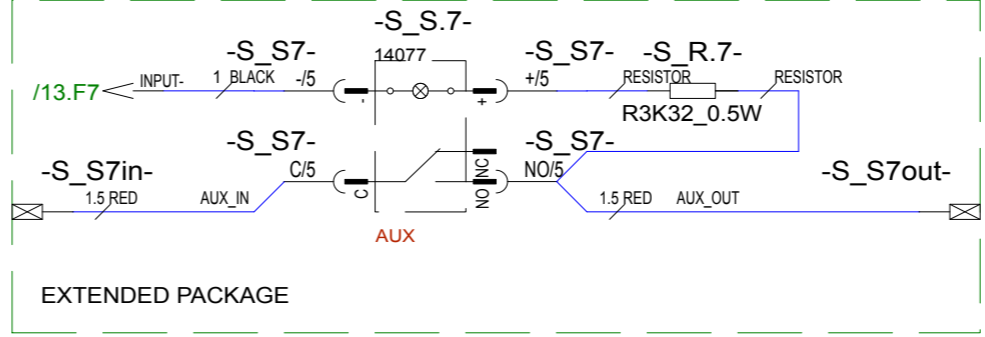 -S_S.7-
-S_S7-
14077
-S_S7-
-S_R.7-
/13.F7
INPUT-
1
BLACK
-/5
-
+
+/5
RESISTOR
RESISTOR
R3K32_0.5W
-S_S7-
-S_S7-
-S_S7in-
C/5
C
NO
NC
NO/5
-S_S7out-
1.5
RED
AUX_IN
1.5
RED
AUX_OUT
AUX
EXTENDED PACKAGE